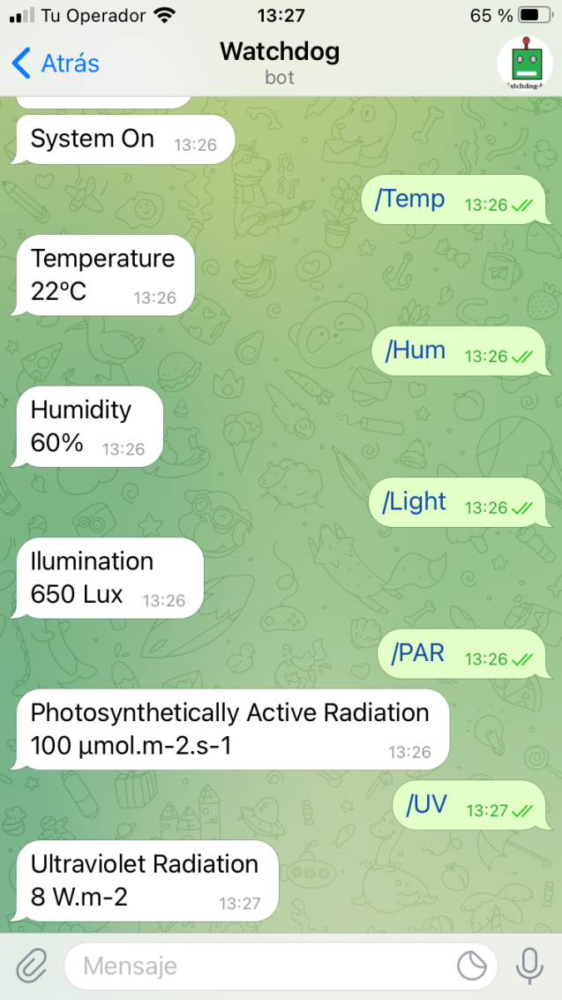 Tu Operador 13:27 65 %
Atrás Watchdog
bot
System On 13:26
/Temp 13:26
Temperature
22°C 13:26
/Hum 13:26
Humidity
60% 13:26
/Light 13:26
Ilumination
650 Lux 13:26
/PAR 13:26
Photosynthetically Active Radiation
100 µmol.m-2.s-1 13:26
/UV 13:27
Ultraviolet Radiation
8 W.m-2 13:27
Mensaje